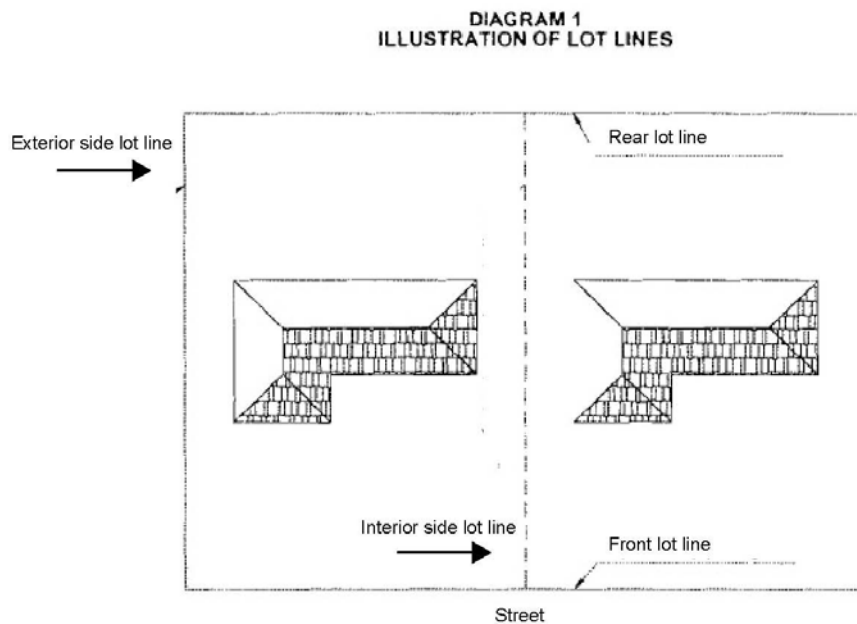 DIAGRAM 1
ILLUSTRATION OF LOT LINES
Exterior side lot line
Rear lot line
Interior side lot line
Front lot line
Street